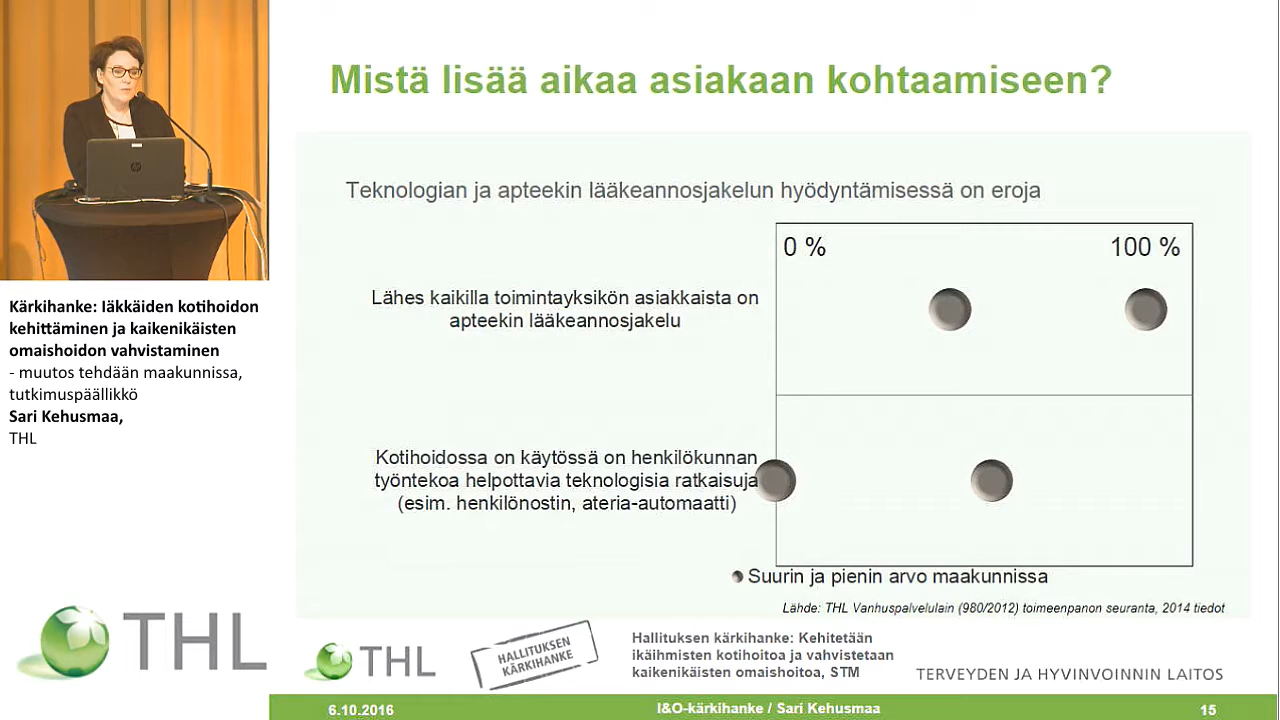 Mistä lisää aikaa asiakaan kohtaamiseen?
Teknologian ja apteekin lääkeannosjakelun hyödyntämisessä on eroja
0 %
100 %
Lähes kaikilla toimintayksikön asiakkaista on
apteekin lääkeannosjakelu
Kotihoidossa on käytössä on henkilökunnan
työntekoa helpottavia teknologisia ratkaisuja
(esim. henkilönostin, ateria-automaatti)
Suurin ja pienin arvo maakunnissa
Lähde: THL Vanhuspalvelulain (980/2012) toimeenpanon seuranta, 2014 tiedot
Kärkihanke: Iäkkäiden kotihoidon
kehittäminen ja kaikenikäisten
omaishoidon vahvistaminen
- muutos tehdään maakunnissa,
tutkimuspäällikkö
Sari Kehusmaa,
THL
THL
THL
HALLITUKSEN
KÄRKIHANKE
Hallituksen kärkihanke: Kehitetään
ikäihmisten kotihoitoa ja vahvistetaan
kaikenikäisten omaishoitoa, STM
TERVEYDEN JA HYVINVOINNIN LAITOS
6.10.2016
I&O-kärkihanke / Sari Kehusmaa
15
hp